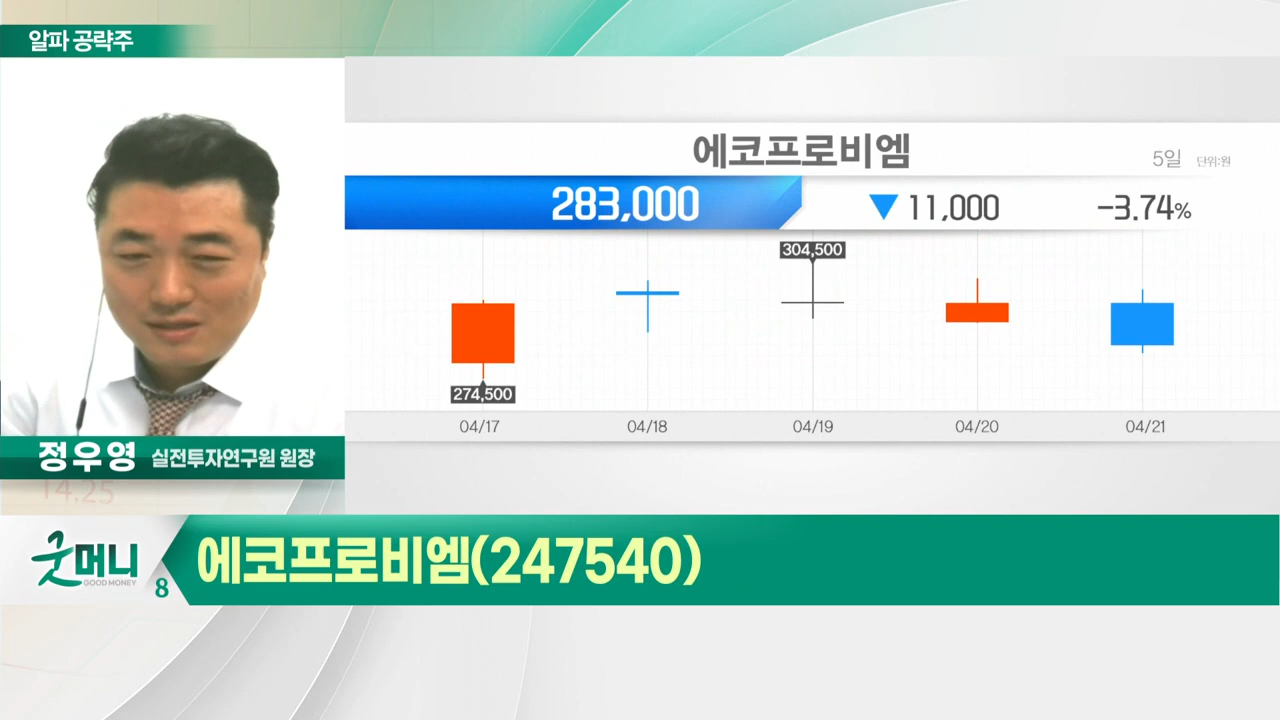 알파 공략주
에코프로비엠
5일 단위:원
283,000 ▼ 11,000 -3.74%
304,500
274,500
04/17 04/18 04/19 04/20 04/21
정우영 실전투자연구원 원장
14.25
굿머니
GOOD MONEY
8
에코프로비엠(247540)